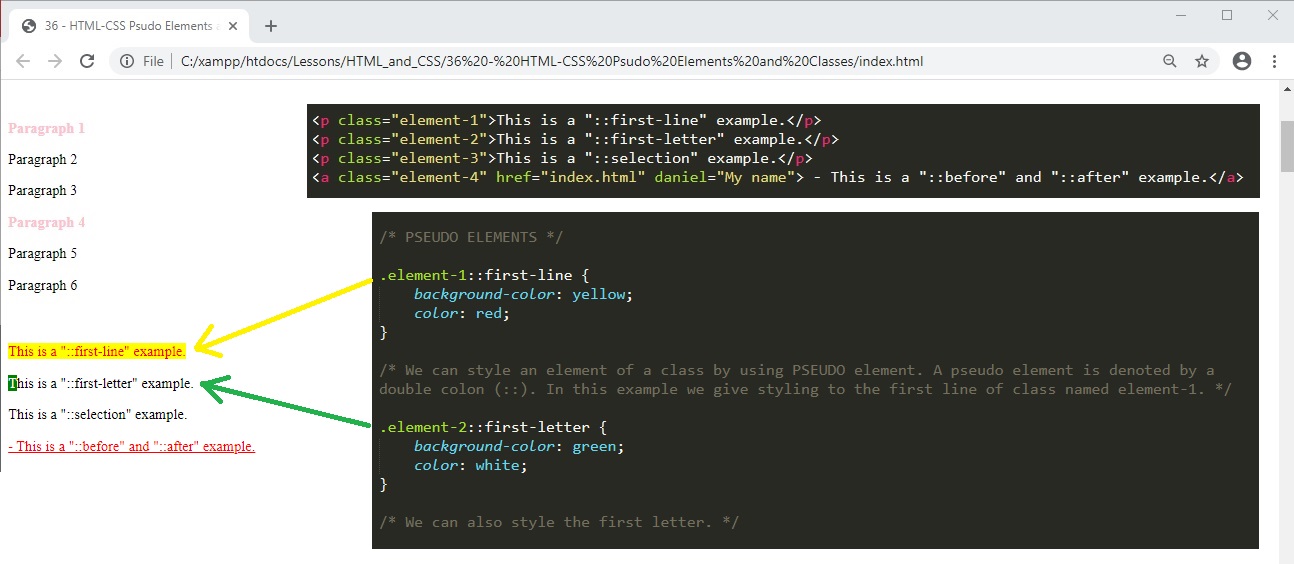 36 - HTML-CSS Psudo Elements
File
C:/xampp/htdocs/Lessons/HTML_and_CSS/36%20-%20HTML-CSS%20Psudo%20Elements%20and%20Classes/index.html
Paragraph 1
Paragraph 2
Paragraph 3
Paragraph 4
Paragraph 5
Paragraph 6
This is a "::first-line" example.
This is a "::first-letter" example.
This is a "::selection" example.
- This is a "::before" and "::after" example.
<p class="element-1">This is a "::first-line" example.</p>
<p class="element-2">This is a "::first-letter" example.</p>
<p class="element-3">This is a "::selection" example.</p>
<a class="element-4" href="index.html" daniel="My name"> - This is a "::before" and "::after" example.</a>
/* PSEUDO ELEMENTS */
.element-1::first-line {
background-color: yellow;
color: red;
}
/* We can style an element of a class by using PSEUDO element. A pseudo element is denoted by a
double colon (::). In this example we give styling to the first line of class named element-1. */
.element-2::first-letter {
background-color: green;
color: white;
}
/* We can also style the first letter. */